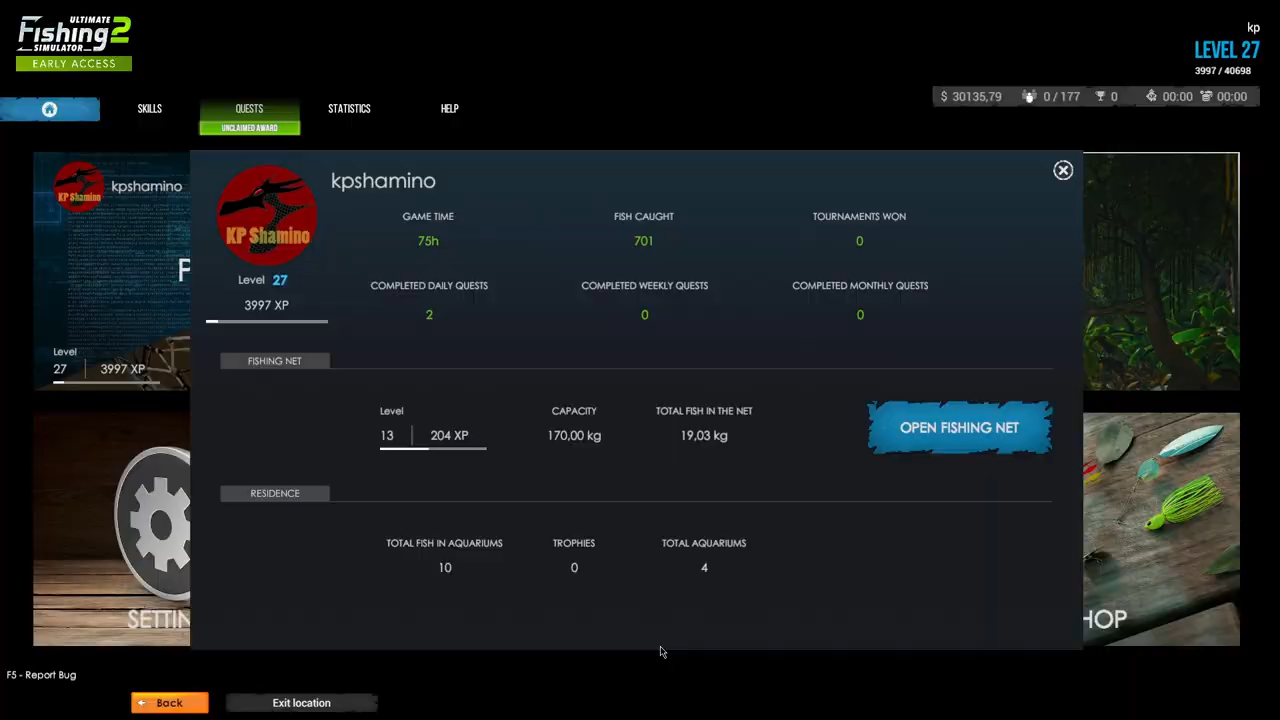 ULTIMATE
Fishing 2
SIMULATOR
EARLY ACCESS
kp
LEVEL 27
3997 / 40698
SKILLS
QUESTS
UNCLAIMED AWARD
STATISTICS
HELP
$ 30135,79
0 / 177
0
00:00
00:00
KP Shamino
kpshamino
P
Level
27
3997 XP
KP Shamino
kpshamino
Level 27
3997 XP
GAME TIME
75h
FISH CAUGHT
701
TOURNAMENTS WON
0
COMPLETED DAILY QUESTS
2
COMPLETED WEEKLY QUESTS
0
COMPLETED MONTHLY QUESTS
0
FISHING NET
Level
13
204 XP
CAPACITY
170,00 kg
TOTAL FISH IN THE NET
19,03 kg
OPEN FISHING NET
RESIDENCE
TOTAL FISH IN AQUARIUMS
10
TROPHIES
0
TOTAL AQUARIUMS
4
SETTIN
HOP
F5 - Report Bug
Back
Exit location